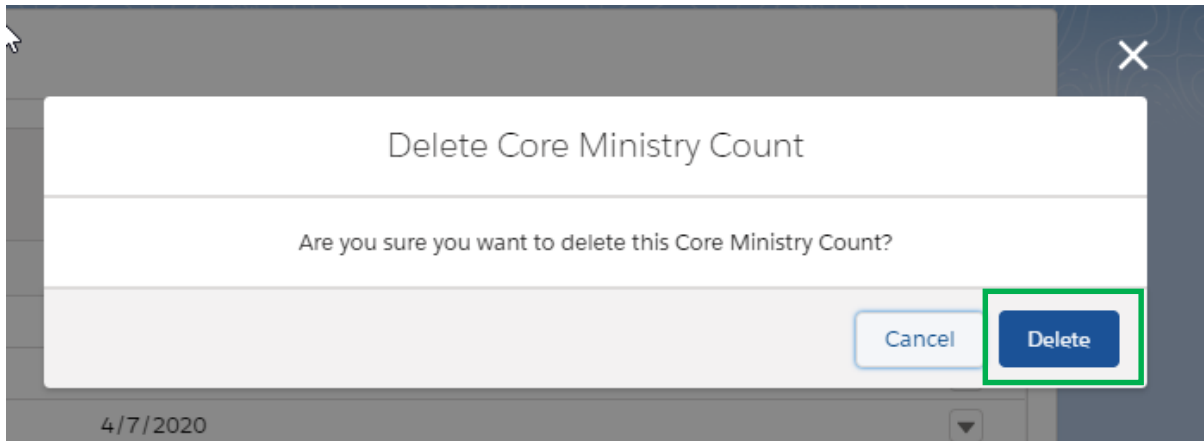 Delete Core Ministry Count
Are you sure you want to delete this Core Ministry Count?
Cancel
Delete
4/7/2020